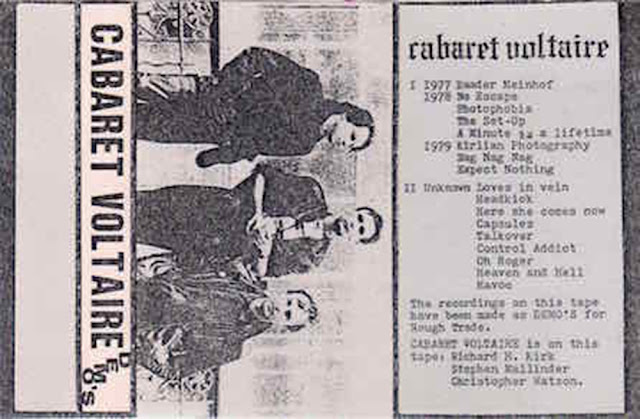 CABARET VOLTAIRE
DEMO'S
cabaret voltaire
I 1977 Baader Meinhof
1978 No Escape
Photophobia
The Set-Up
A Minute a lifetime
1979 Kirlian Photography
Nag Nag Nag
Expect Nothing
II Unknown Loves in vein
Headkick
Here she comes now
Capsules
Talkover
Control Addict
Oh Roger
Heaven and Hell
Havoc
The recordings on this tape
have been made as DEMO'S for
Rough Trade.
CABARET VOLTAIRE is on this
tape: Richard H. Kirk
Stephan Mallinder
Christopher Watson.